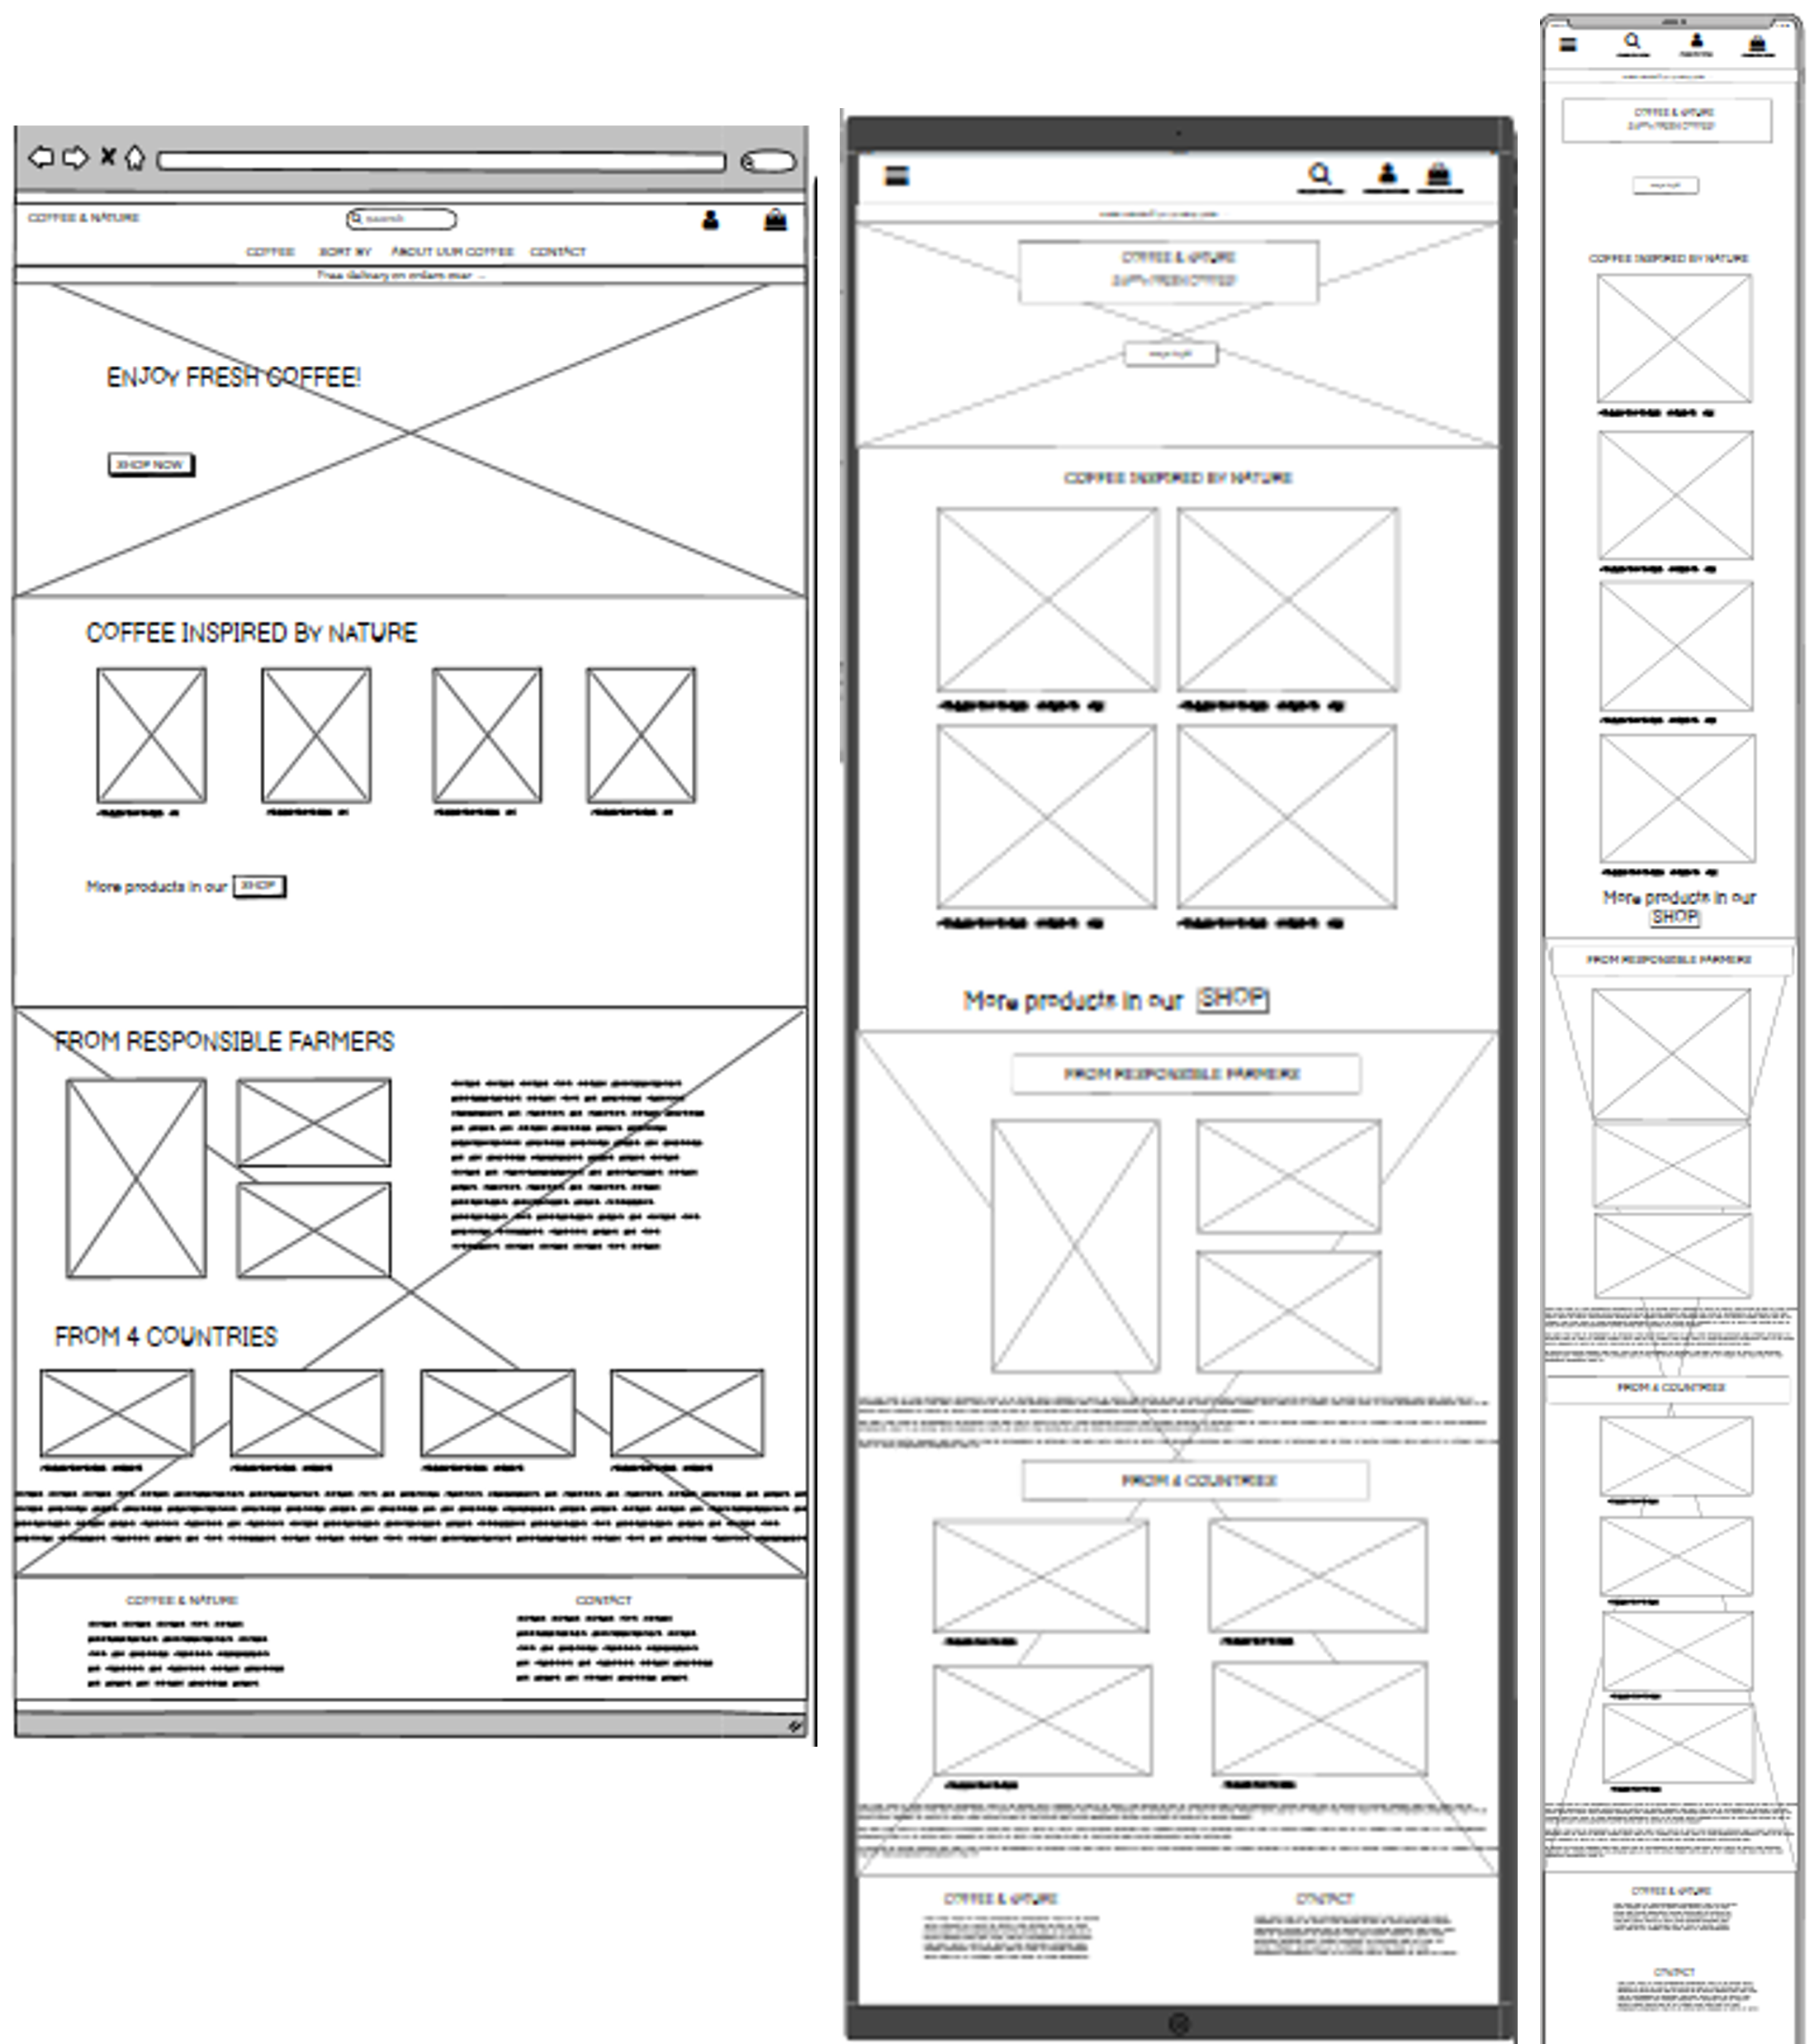 COFFEE & NATURE
search
COFFEE SORT BY ABOUT OUR COFFEE CONTACT
Free delivery on orders over
ENJOY FRESH COFFEE!
SHOP NOW
COFFEE INSPIRED BY NATURE
More products in our SHOP
FROM RESPONSIBLE FARMERS
FROM 4 COUNTRIES
COFFEE & NATURE
CONTACT
COFFEE & NATURE
COFFEE INSPIRED BY NATURE
More products in our SHOP
FROM RESPONSIBLE FARMERS
FROM 4 COUNTRIES
COFFEE & NATURE
CONTACT
COFFEE & NATURE
COFFEE INSPIRED BY NATURE
More products in our
SHOP
FROM RESPONSIBLE FARMERS
FROM 4 COUNTRIES
COFFEE & NATURE
CONTACT